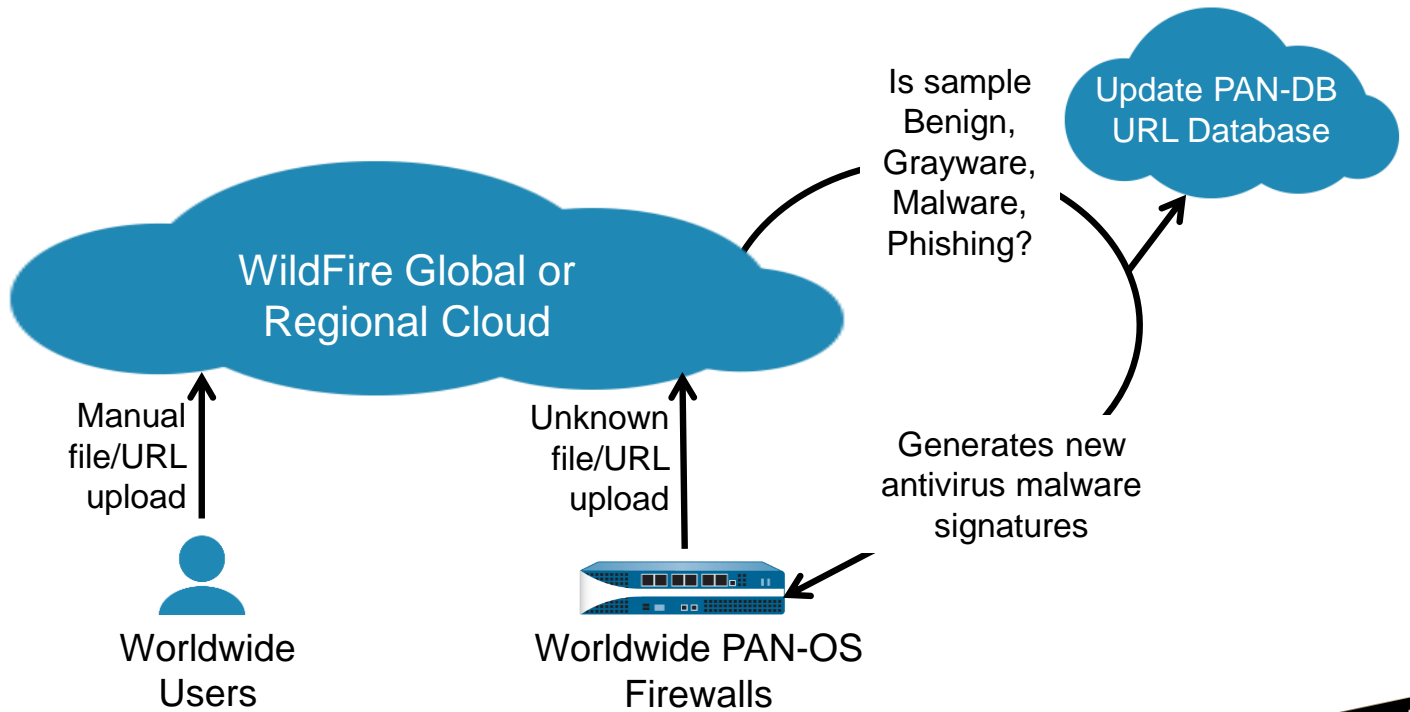 Is sample
Benign,
Grayware,
Malware,
Phishing?
Update PAN-DB
URL Database
WildFire Global or
Regional Cloud
Manual
file/URL
upload
Unknown
file/URL
upload
Generates new
antivirus malware
signatures
Worldwide
Users
Worldwide PAN-OS
Firewalls